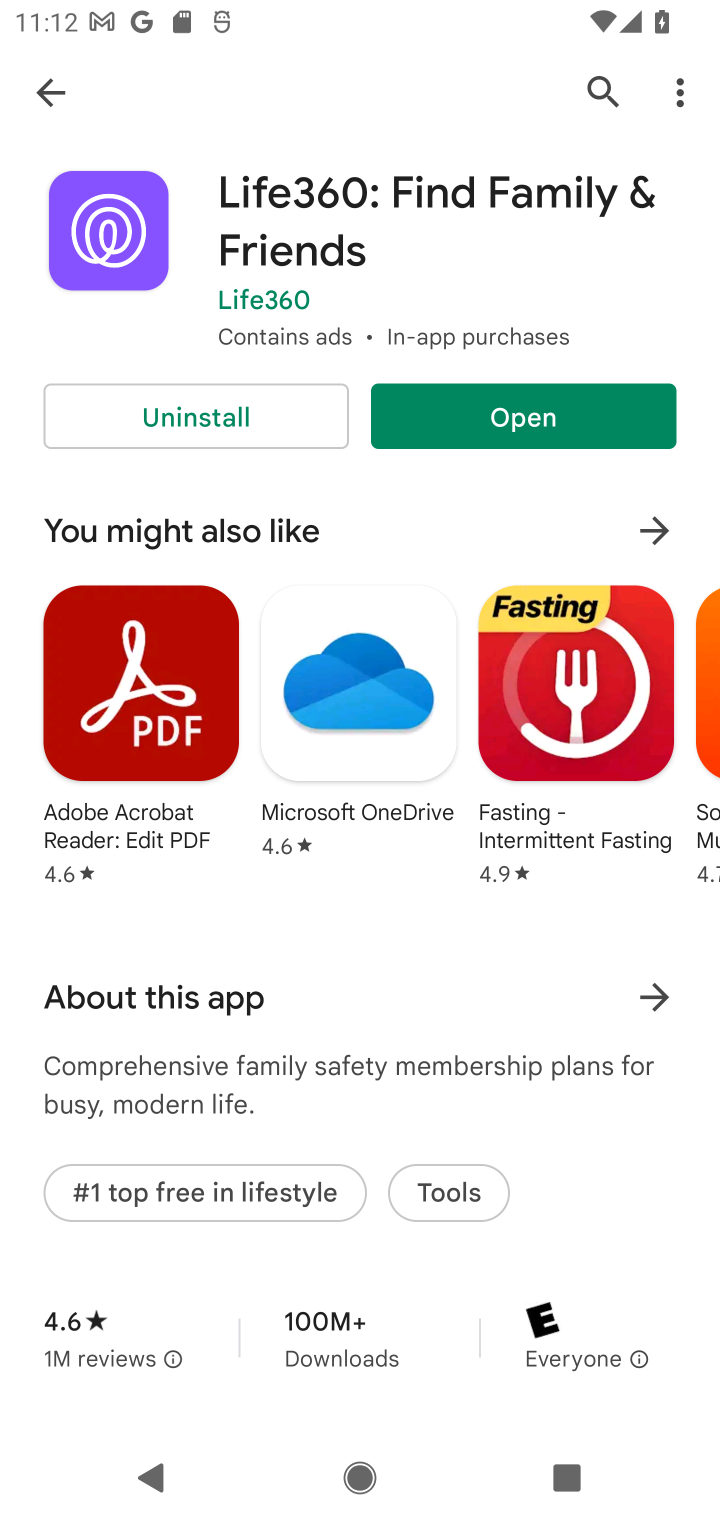 11:12
Life360: Find Family &
Friends
Life360
Contains ads • In-app purchases
Uninstall
Open
You might also like
PDF
Fasting
Adobe Acrobat
Reader: Edit PDF
4.6★
Microsoft OneDrive
4.6★
Fasting -
Intermittent Fasting
4.9★
So
Mu
4.7
About this app
Comprehensive family safety membership plans for
busy, modern life.
#1 top free in lifestyle
Tools
4.6★
1M reviews
100M+
Downloads
E
Everyone